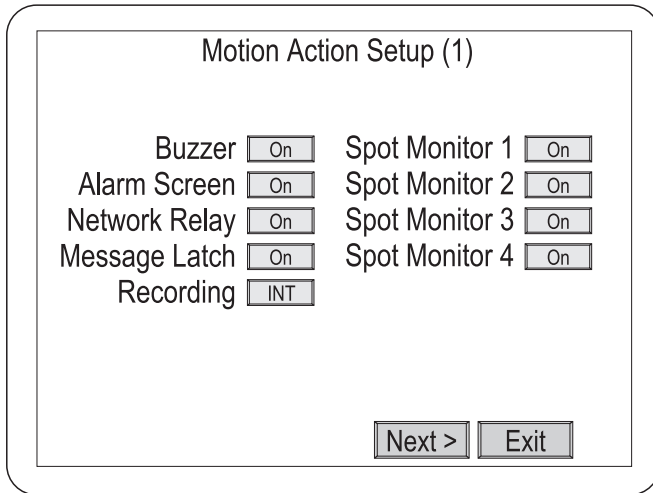 Motion Action Setup (1)
Buzzer On Spot Monitor 1 On
Alarm Screen On Spot Monitor 2 On
Network Relay On Spot Monitor 3 On
Message Latch On Spot Monitor 4 On
Recording INT
Next > Exit